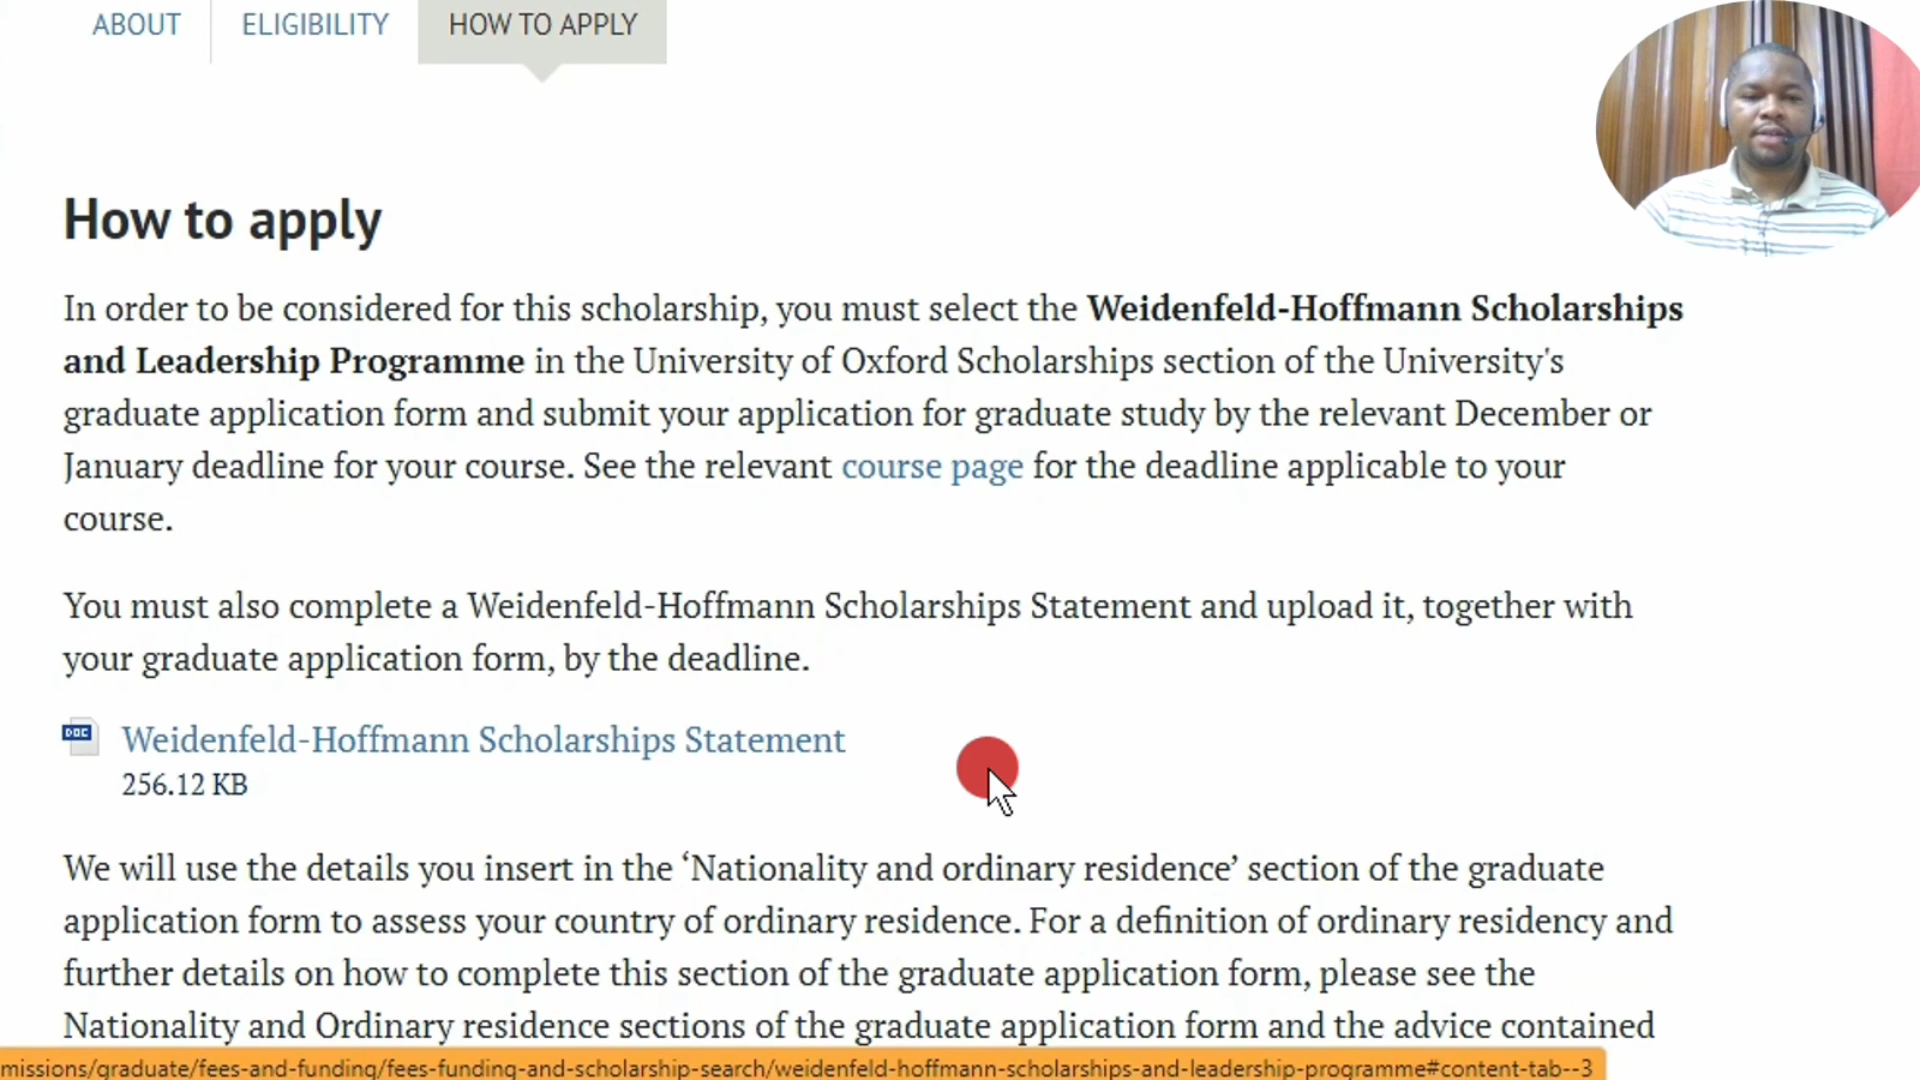 ABOUT
ELIGIBILITY
HOW TO APPLY
How to apply
In order to be considered for this scholarship, you must select the Weidenfeld-Hoffmann Scholarships
and Leadership Programme in the University of Oxford Scholarships section of the University's
graduate application form and submit your application for graduate study by the relevant December or
January deadline for your course. See the relevant course page for the deadline applicable to your
course.
You must also complete a Weidenfeld-Hoffmann Scholarships Statement and upload it, together with
your graduate application form, by the deadline.
DOC
Weidenfeld-Hoffmann Scholarships Statement
256.12 KB
We will use the details you insert in the ‘Nationality and ordinary residence’ section of the graduate
application form to assess your country of ordinary residence. For a definition of ordinary residency and
further details on how to complete this section of the graduate application form, please see the
Nationality and Ordinary residence sections of the graduate application form and the advice contained
missions/graduate/fees-and-funding/fees-funding-and-scholarship-search/weidenfeld-hoffmann-scholarships-and-leadership-programme#content-tab--3